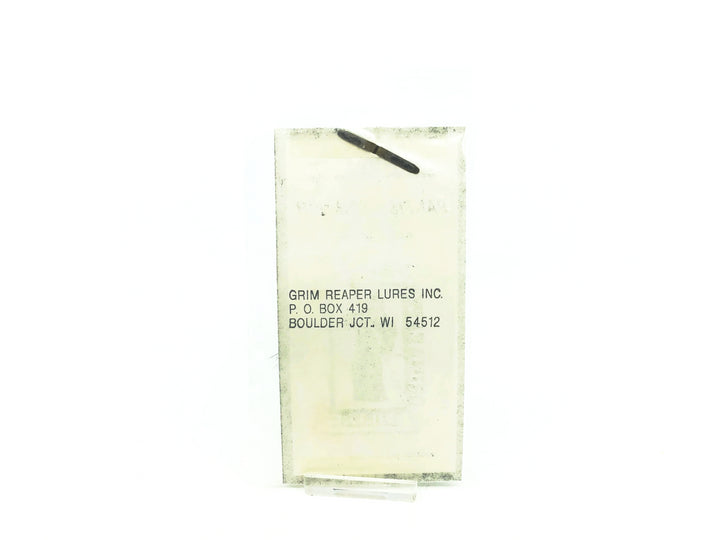 GRIM REAPER LURES INC.
P. O. BOX 419
BOULDER JCT., WI 54512